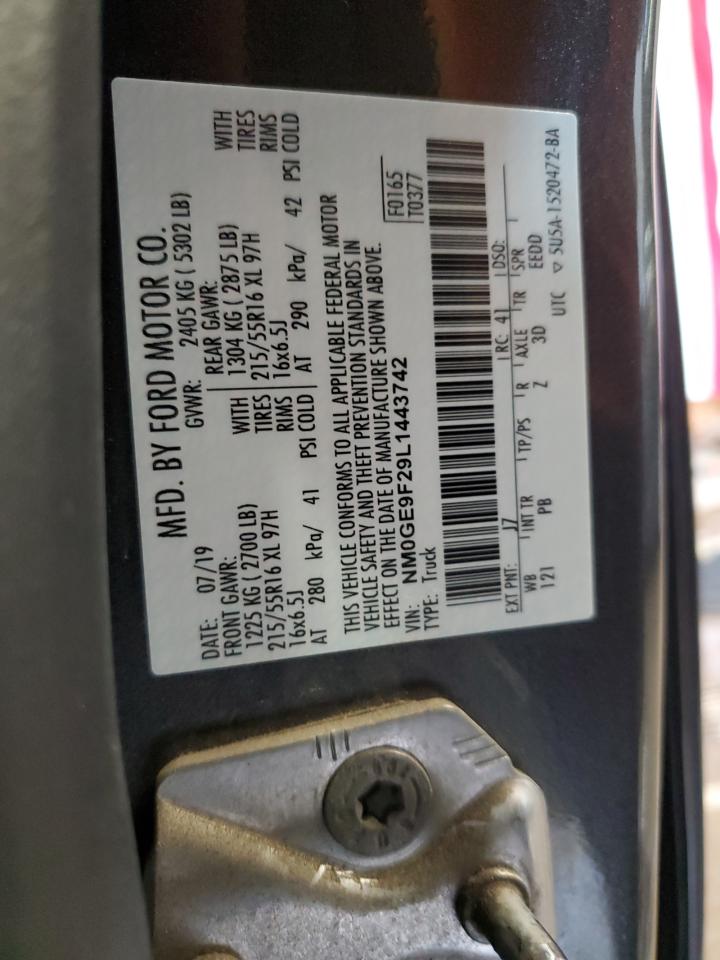 MFD. BY FORD MOTOR CO.
DATE: 07/19 GVWR: 2405 KG ( 5302 LB)
FRONT GAWR: REAR GAWR:
1225 KG ( 2700 LB) WITH 1304 KG ( 2875 LB) WITH
215/55R16 XL 97H TIRES 215/55R16 XL 97H TIRES
16x6.5J RIMS 16x6.5J RIMS
AT 280 kPa/ 41 PSI COLD AT 290 kPa/ 42 PSI COLD
THIS VEHICLE CONFORMS TO ALL APPLICABLE FEDERAL MOTOR
VEHICLE SAFETY AND THEFT PREVENTION STANDARDS IN
EFFECT ON THE DATE OF MANUFACTURE SHOWN ABOVE.
VIN: NM0GE9F29L1443742 F0165
TYPE: Truck T0377
EXT PNT: J7 RC: 41 DSO:
WB INT TR TP/PS R AXLE TR SPR
121 PB Z 3D EEDD
UTC ▽ 5U5A-1520472-BA